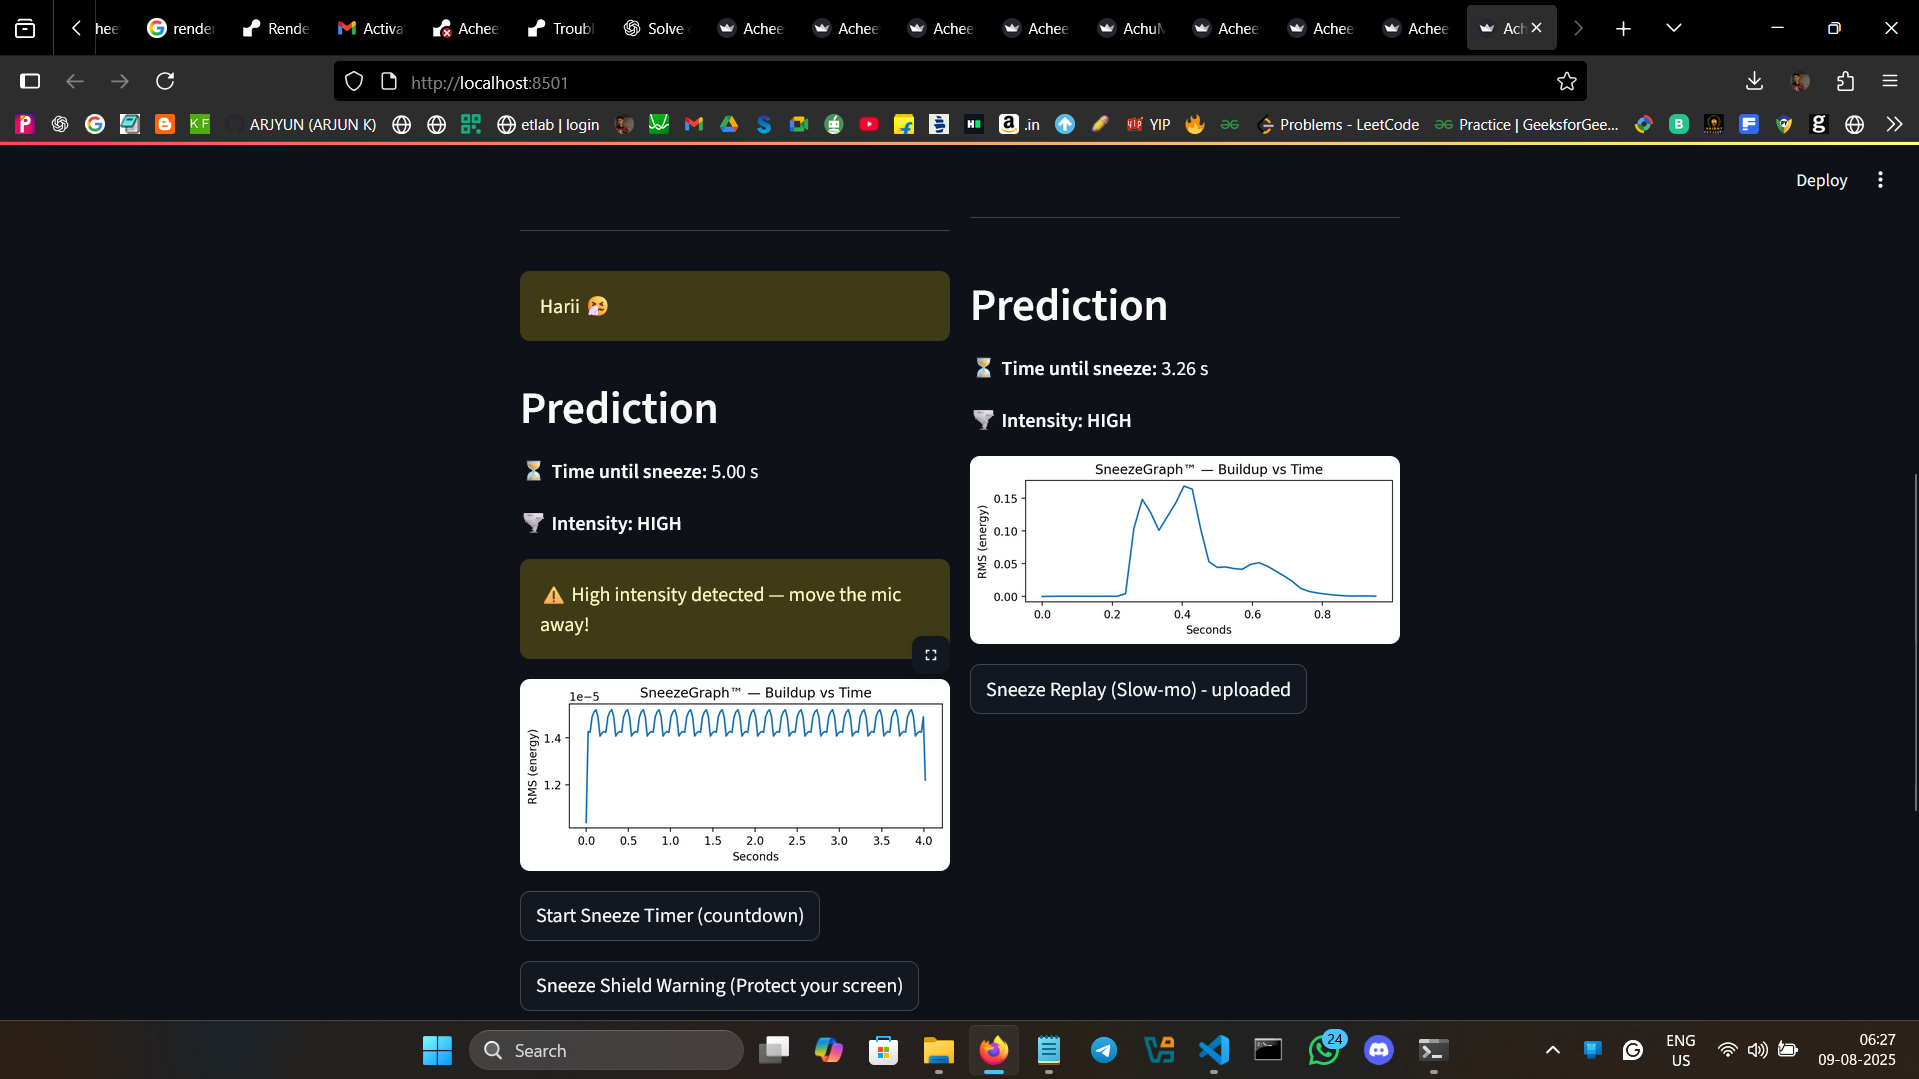 hee
render
Rende
Activa
Achee
Troubl
Solve
Achee
Achee
Achee
Achee
AchuM
Achee
Achee
Achee
Ach
http://localhost:8501
KF
ARJYUN (ARJUN K)
etlab | login
.in
YIP
Problems - LeetCode
Practice | GeeksforGee...
Deploy
Harii
Prediction
Time until sneeze: 5.00 s
Intensity: HIGH
High intensity detected — move the mic
away!
1e-5
SneezeGraph™ — Buildup vs Time
RMS (energy)
1.4
1.2
0.0 0.5 1.0 1.5 2.0 2.5 3.0 3.5 4.0
Seconds
Start Sneeze Timer (countdown)
Sneeze Shield Warning (Protect your screen)
Prediction
Time until sneeze: 3.26 s
Intensity: HIGH
SneezeGraph™ — Buildup vs Time
RMS (energy)
0.15
0.10
0.05
0.00
0.0 0.2 0.4 0.6 0.8
Seconds
Sneeze Replay (Slow-mo) - uploaded
Search
24
ENG
US
06:27
09-08-2025